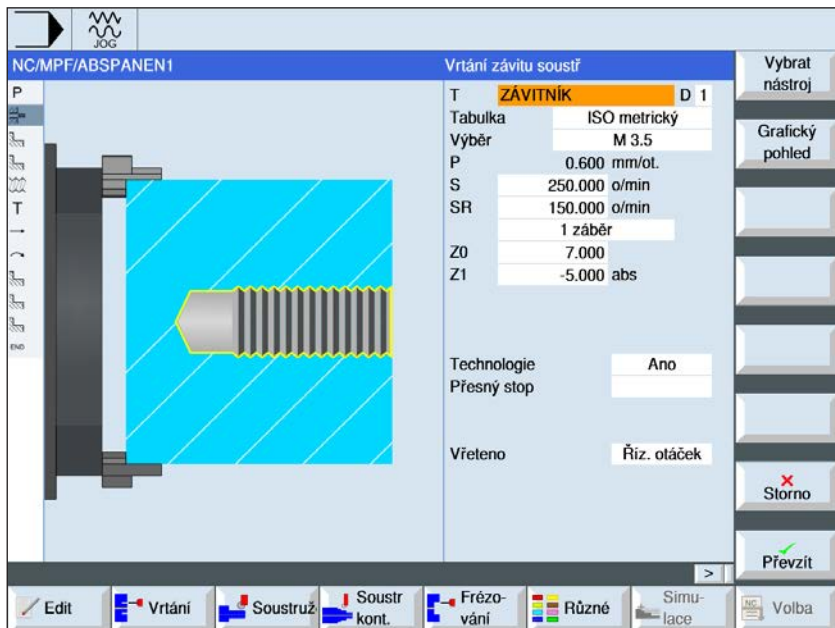 JOG
NC/MPF/ABSPANEN1
Vrtání závitu soustř
P
T
END
T ZÁVITNÍK D 1
Tabulka ISO metrický
Výběr M 3.5
P 0.600 mm/ot.
S 250.000 o/min
SR 150.000 o/min
1 záběr
Z0 7.000
Z1 -5.000 abs
Technologie Ano
Přesný stop
Vřeteno Říz. otáček
Vybrat
nástroj
Grafický
pohled
Storno
Převzít
>
Edit
Vrtání
Soustruž
Soustr
kont.
Frézo-
vání
Různé
Simu-
lace
NC
Volba